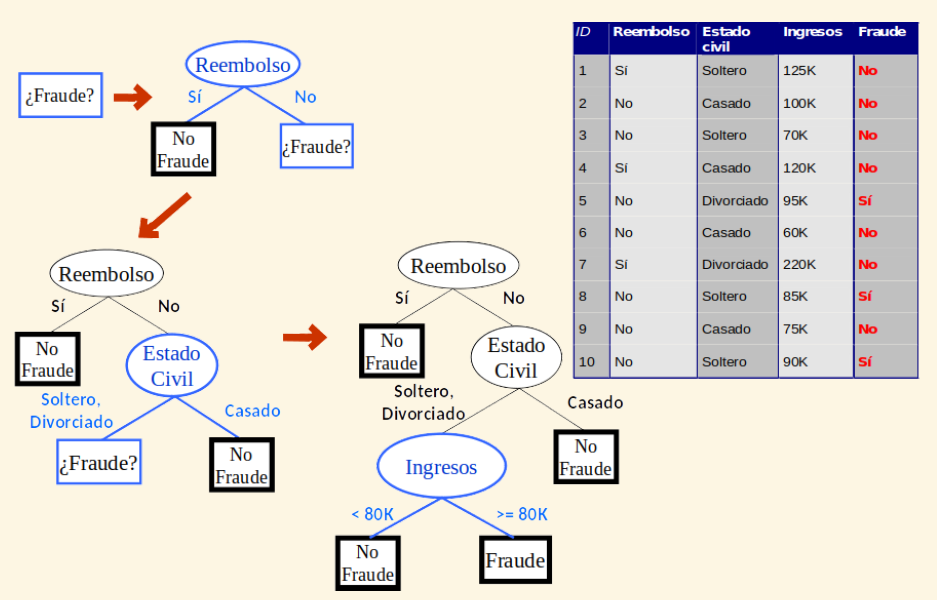 ¿Fraude?
Reembolso
Sí No
No
Fraude
¿Fraude?
Reembolso
Sí No
No
Fraude
Estado
Civil
Soltero,
Divorciado
Casado
¿Fraude?
No
Fraude
Reembolso
Sí No
No
Fraude
Estado
Civil
Soltero,
Divorciado
Casado
Ingresos
No
Fraude
< 80K >= 80K
No
Fraude
Fraude
ID Reembolso Estado civil Ingresos Fraude
1 Sí Soltero 125K No
2 No Casado 100K No
3 No Soltero 70K No
4 Sí Casado 120K No
5 No Divorciado 95K Sí
6 No Casado 60K No
7 Sí Divorciado 220K No
8 No Soltero 85K Sí
9 No Casado 75K No
10 No Soltero 90K Sí